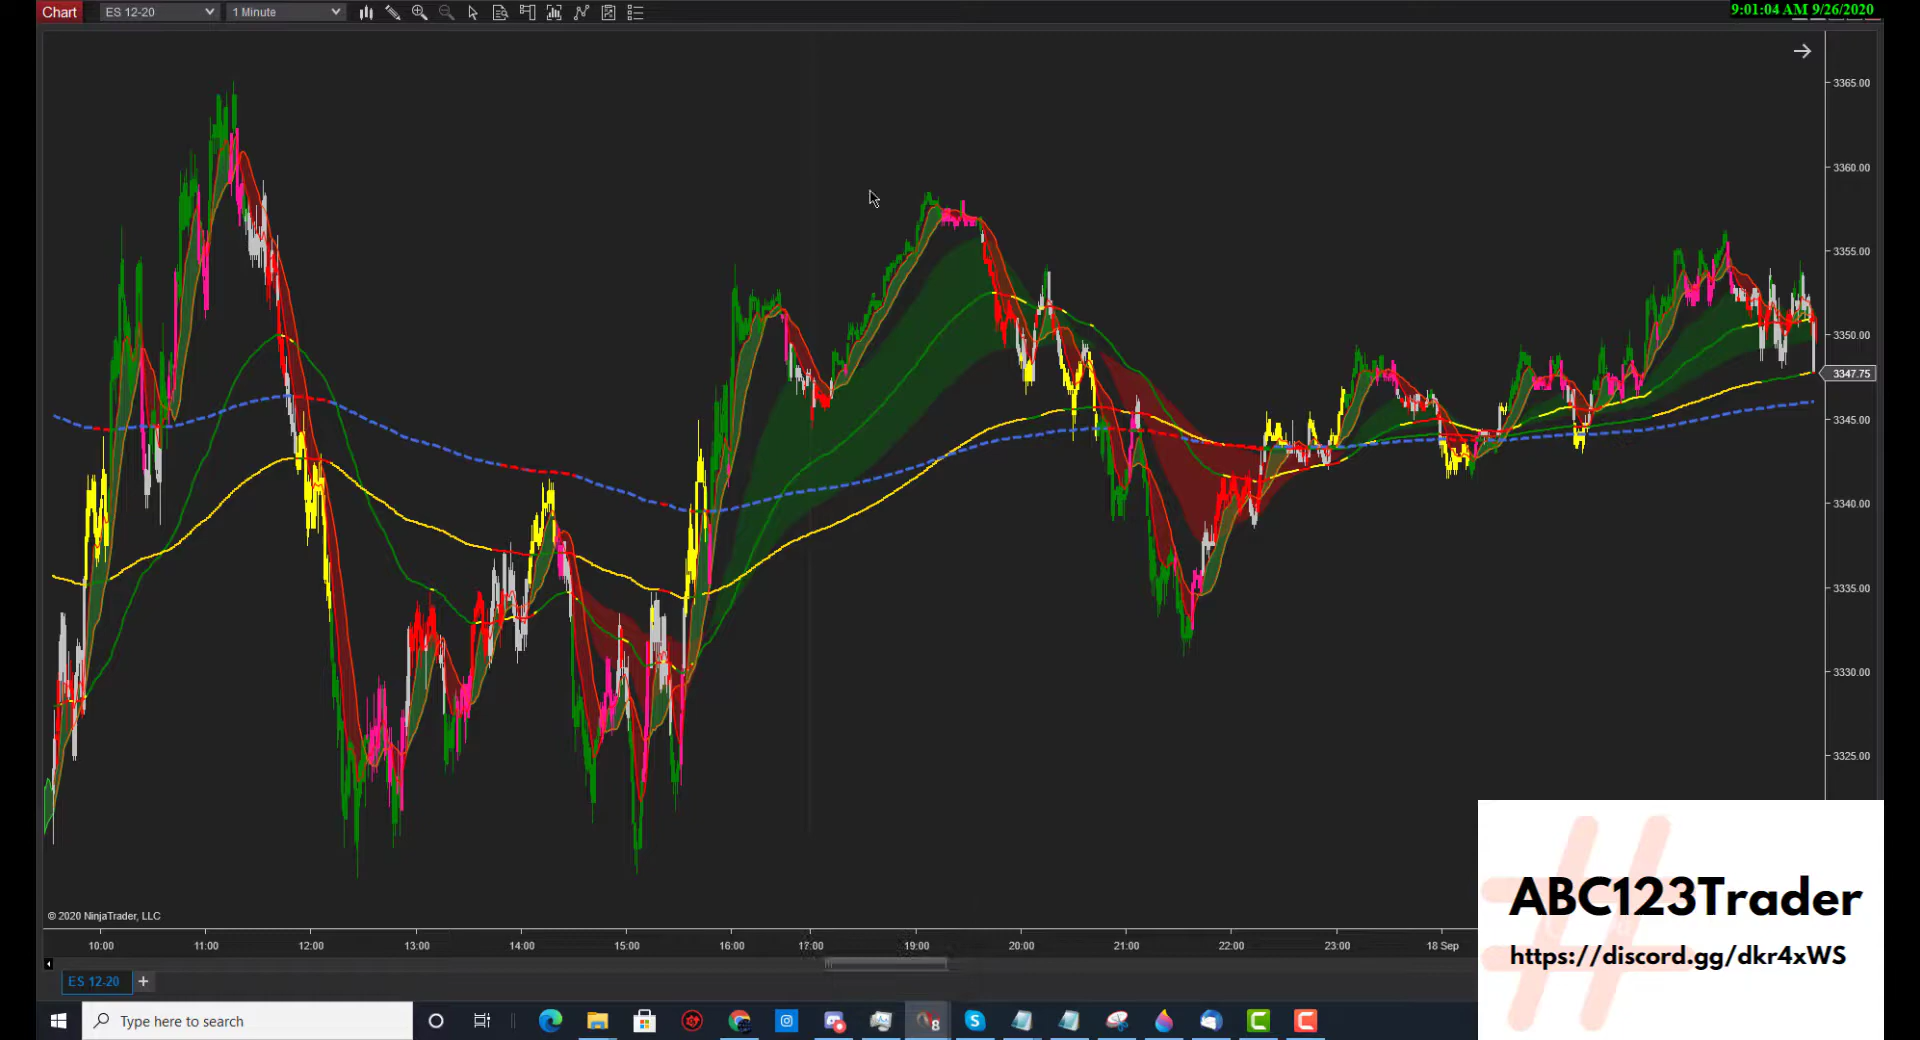 Chart ES 12-20 1 Minute
9:01:04 AM 9/26/2020
3365.00
3360.00
3355.00
3350.00
3347.75
3345.00
3340.00
3335.00
3330.00
3325.00
© 2020 NinjaTrader, LLC
10:00 11:00 12:00 13:00 14:00 15:00 16:00 17:00 19:00 20:00 21:00 22:00 23:00 18 Sep
ES 12-20 +
ABC123Trader
https://discord.gg/dkr4xWS
Type here to search
8